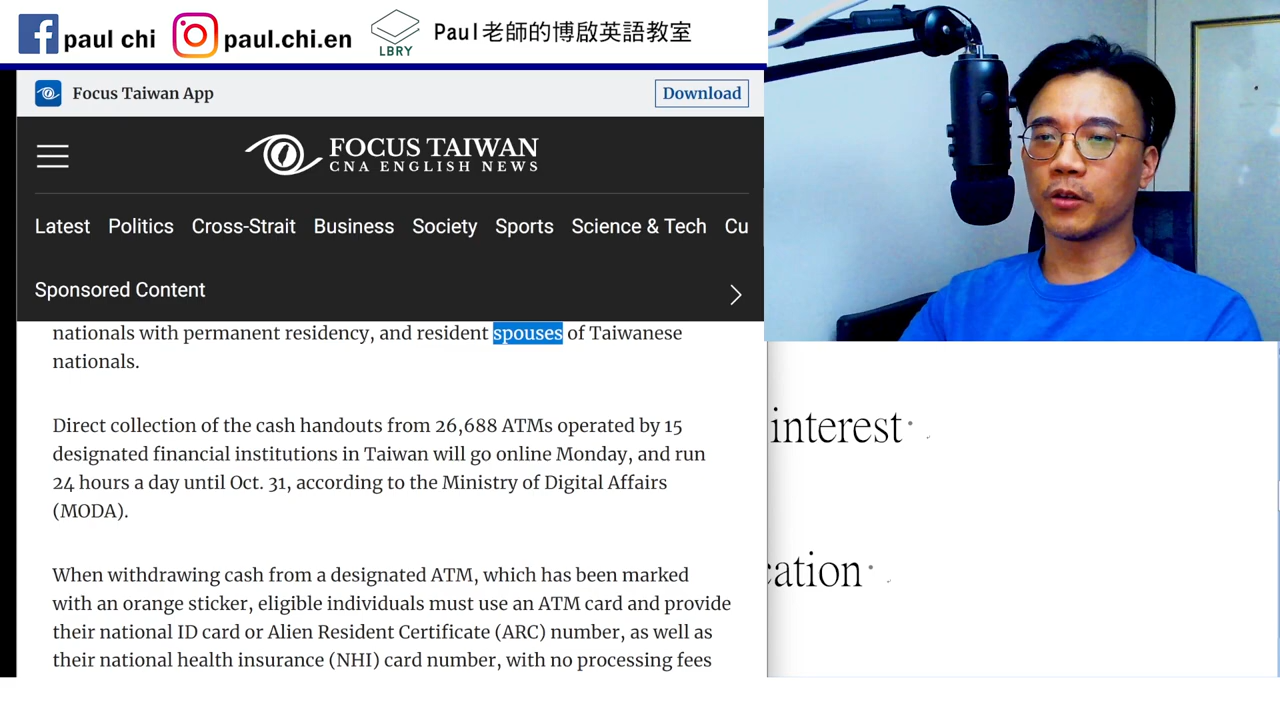 paul chi
paul.chi.en
LBRY
Paul老師的博啟英語教室
Focus Taiwan App
Download
FOCUS TAIWAN
CNA ENGLISH NEWS
Latest Politics Cross-Strait Business Society Sports Science & Tech Cu
Sponsored Content
nationals with permanent residency, and resident spouses of Taiwanese
nationals.
Direct collection of the cash handouts from 26,688 ATMs operated by 15
designated financial institutions in Taiwan will go online Monday, and run
24 hours a day until Oct. 31, according to the Ministry of Digital Affairs
(MODA).
When withdrawing cash from a designated ATM, which has been marked
with an orange sticker, eligible individuals must use an ATM card and provide
their national ID card or Alien Resident Certificate (ARC) number, as well as
their national health insurance (NHI) card number, with no processing fees
interest
cation